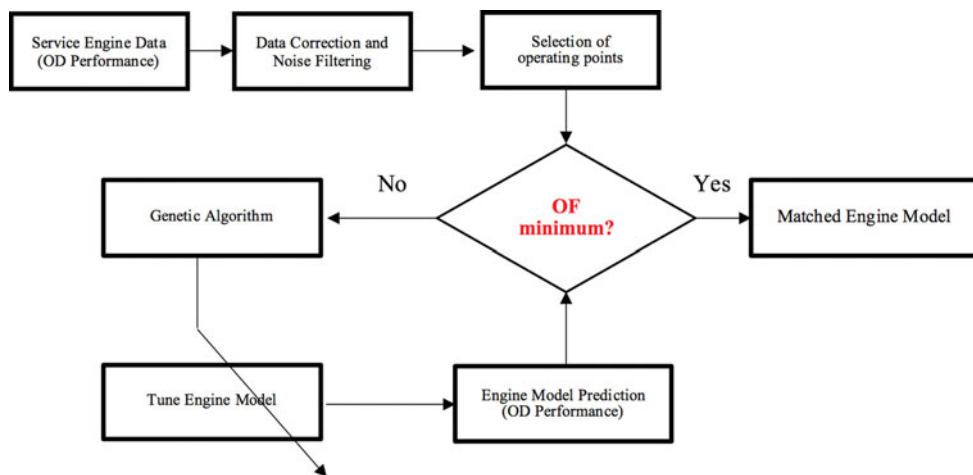 Service Engine Data
(OD Performance)
Data Correction and
Noise Filtering
Selection of
operating points
No
Yes
Genetic Algorithm
OF
minimum?
Matched Engine Model
Tune Engine Model
Engine Model Prediction
(OD Performance)